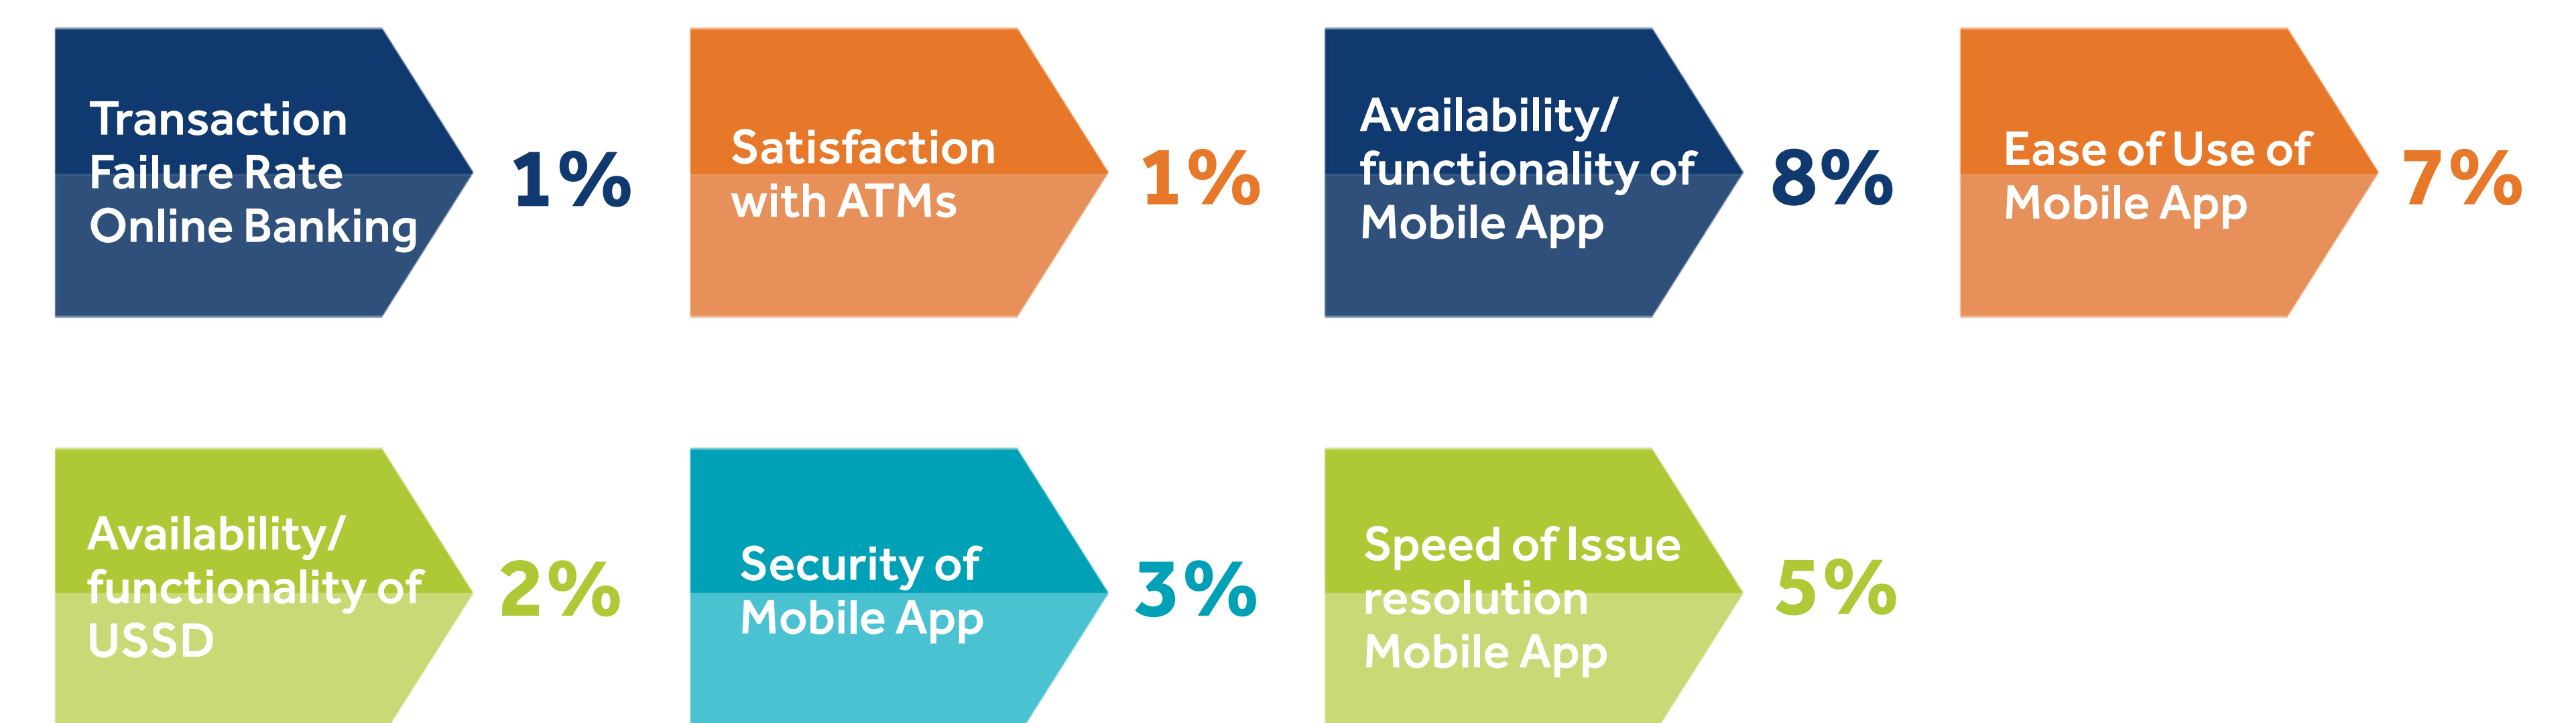 Transaction
Failure Rate
Online Banking
1%
Satisfaction
with ATMs
1%
Availability/
functionality of
Mobile App
8%
Ease of Use of
Mobile App
7%
Availability/
functionality of
USSD
2%
Security of
Mobile App
3%
Speed of Issue
resolution
Mobile App
5%